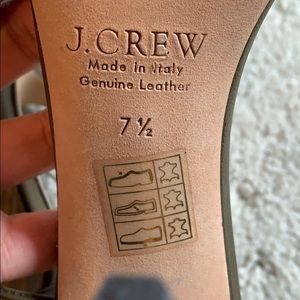 J.CREW
Made in Italy
Genuine Leather
7 ½